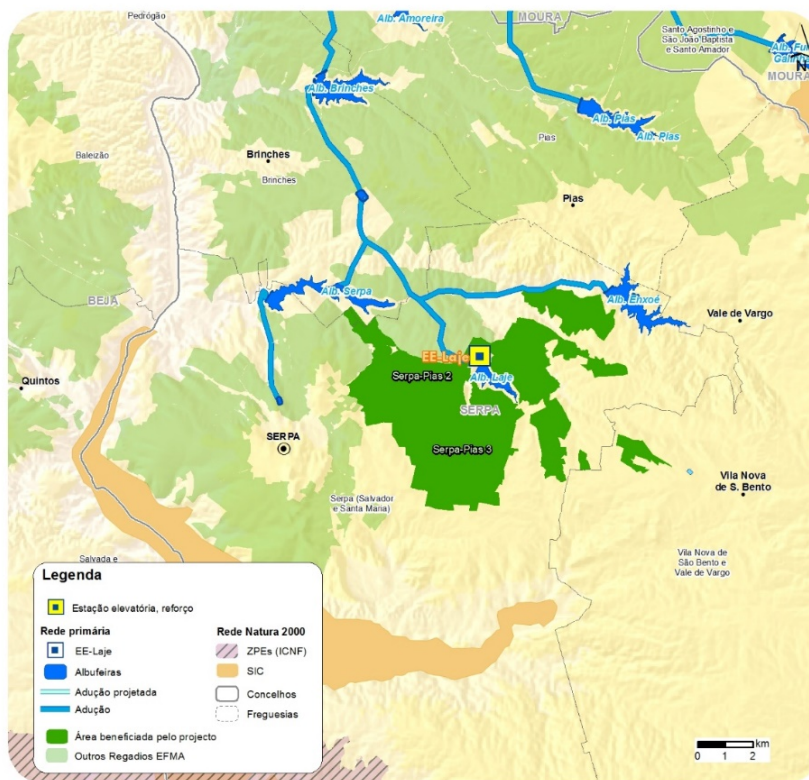 Pedrógão
Alb. Amoreira
MOURA
Santo Agostinho e
São João Baptista
e Santo Amador
N
MOURA
Alb. Brinches
Alb. Pias
Alb. Pias
Baleizão
Brinches
Brinches
Pias
Pias
BEJA
Alb. Serpa
Alb. Enxoé
Vale de Vargo
EE-Laje
Quintos
Serpa-Pias 2
Alb. Laje
SERPA
SERPA
Serpa-Pias 3
Vila Nova
de S. Bento
Serpa (Salvador
e Santa Maria)
Salvada e
Vila Nova de
São Bento e
Vale de Vargo
Legenda
Estação elevatória, reforço
Rede primária
EE-Laje
Albufeiras
Adução projetada
Adução
Área beneficiada pelo projecto
Outros Regadios EFMA
Rede Natura 2000
ZPEs (ICNF)
SIC
Concelhos
Freguesias
km
0 1 2